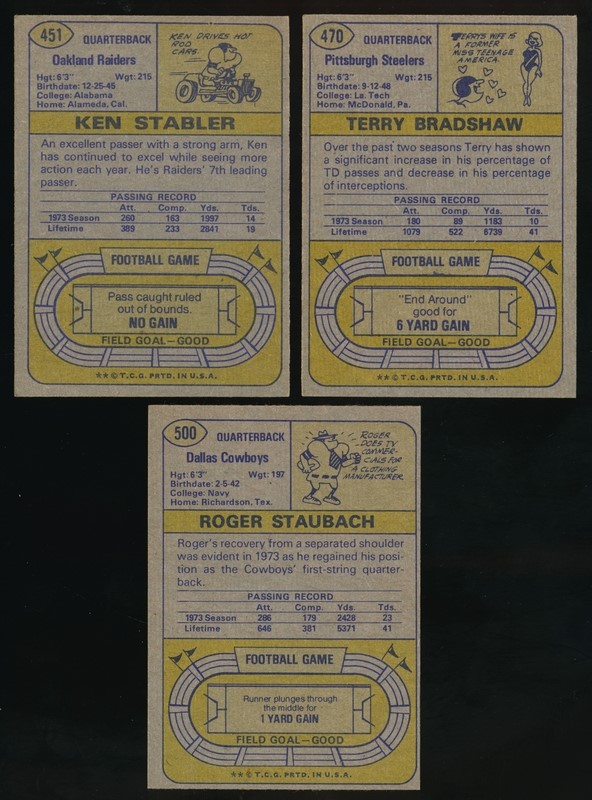 451
QUARTERBACK
Oakland Raiders
Hgt: 6'3" Wgt: 215
Birthdate: 12-25-45
College: Alabama
Home: Alameda, Cal.
KEN DRIVES HOT
ROD
CARS.
KEN STABLER
An excellent passer with a strong arm, Ken
has continued to excel while seeing more
action each year. He's Raiders' 7th leading
passer.
PASSING RECORD
Att. Comp. Yds. Tds.
1973 Season 260 163 1997 14
Lifetime 389 233 2841 19
FOOTBALL GAME
Pass caught ruled
out of bounds.
NO GAIN
FIELD GOAL—GOOD
** © T.C.G. PRTD. IN U.S.A.
470
QUARTERBACK
Pittsburgh Steelers
Hgt: 6'3" Wgt: 215
Birthdate: 9-12-48
College: La. Tech
Home: McDonald, Pa.
TERRY'S WIFE IS
A FORMER
MISS TEENAGE
AMERICA.
TERRY BRADSHAW
Over the past two seasons Terry has shown
a significant increase in his percentage of
TD passes and decrease in his percentage
of interceptions.
PASSING RECORD
Att. Comp. Yds. Tds.
1973 Season 180 89 1183 10
Lifetime 1079 522 6739 41
FOOTBALL GAME
"End Around"
good for
6 YARD GAIN
FIELD GOAL—GOOD
** © T.C.G. PRTD. IN U.S.A.
500
QUARTERBACK
Dallas Cowboys
Hgt: 6'3" Wgt: 197
Birthdate: 2-5-42
College: Navy
Home: Richardson, Tex.
ROGER
DOES TV
COMMER-
CIALS FOR
A CLOTHING
MANUFACTURER.
ROGER STAUBACH
Roger's recovery from a separated shoulder
was evident in 1973 as he regained his posi-
tion as the Cowboys' first-string quarter-
back.
PASSING RECORD
Att. Comp. Yds. Tds.
1973 Season 286 179 2428 23
Lifetime 646 381 5371 41
FOOTBALL GAME
Runner plunges through
the middle for
1 YARD GAIN
FIELD GOAL—GOOD
** © T.C.G. PRTD. IN U.S.A.